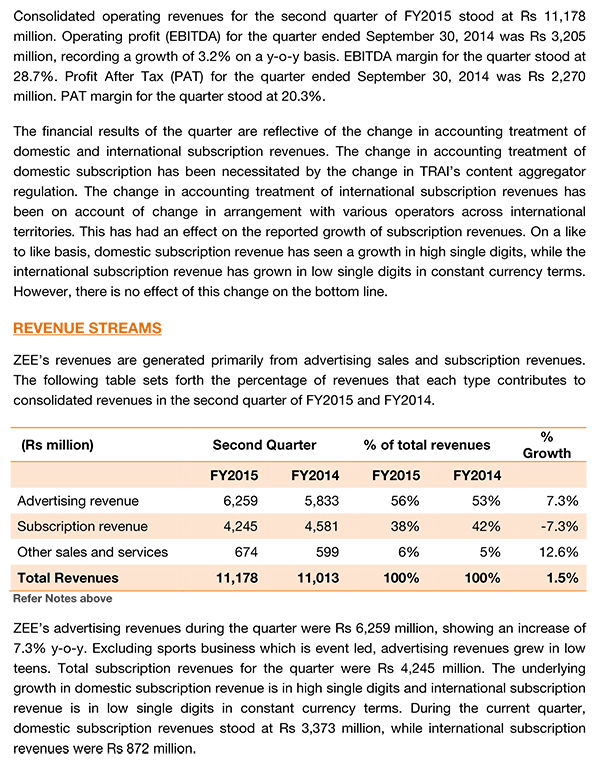 Consolidated operating revenues for the second quarter of FY2015 stood at Rs 11,178
million. Operating profit (EBITDA) for the quarter ended September 30, 2014 was Rs 3,205
million, recording a growth of 3.2% on a y-o-y basis. EBITDA margin for the quarter stood at
28.7%. Profit After Tax (PAT) for the quarter ended September 30, 2014 was Rs 2,270
million. PAT margin for the quarter stood at 20.3%.
The financial results of the quarter are reflective of the change in accounting treatment of
domestic and international subscription revenues. The change in accounting treatment of
domestic subscription has been necessitated by the change in TRAI's content aggregator
regulation. The change in accounting treatment of international subscription revenues has
been on account of change in arrangement with various operators across international
territories. This has had an effect on the reported growth of subscription revenues. On a like
to like basis, domestic subscription revenue has seen a growth in high single digits, while the
international subscription revenue has grown in low single digits in constant currency terms.
However, there is no effect of this change on the bottom line.
REVENUE STREAMS
ZEE's revenues are generated primarily from advertising sales and subscription revenues.
The following table sets forth the percentage of revenues that each type contributes to
consolidated revenues in the second quarter of FY2015 and FY2014.
(Rs million) Second Quarter % of total revenues % Growth
FY2015 FY2014 FY2015 FY2014
Advertising revenue 6,259 5,833 56% 53% 7.3%
Subscription revenue 4,245 4,581 38% 42% -7.3%
Other sales and services 674 599 6% 5% 12.6%
Total Revenues 11,178 11,013 100% 100% 1.5%
Refer Notes above
ZEE's advertising revenues during the quarter were Rs 6,259 million, showing an increase of
7.3% y-o-y. Excluding sports business which is event led, advertising revenues grew in low
teens. Total subscription revenues for the quarter were Rs 4,245 million. The underlying
growth in domestic subscription revenue is in high single digits and international subscription
revenue is in low single digits in constant currency terms. During the current quarter,
domestic subscription revenues stood at Rs 3,373 million, while international subscription
revenues were Rs 872 million.